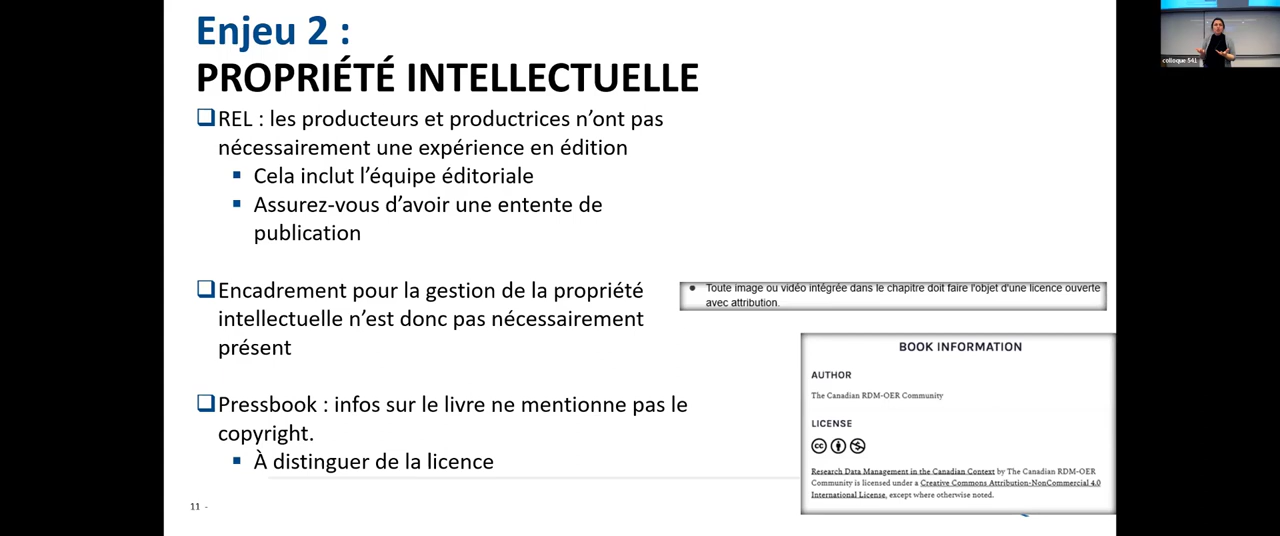 Enjeu 2 :
PROPRIÉTÉ INTELLECTUELLE
REL : les producteurs et productrices n'ont pas
nécessairement une expérience en édition
Cela inclut l'équipe éditoriale
Assurez-vous d'avoir une entente de
publication
Encadrement pour la gestion de la propriété
intellectuelle n'est donc pas nécessairement
présent
Pressbook : infos sur le livre ne mentionne pas le
copyright.
À distinguer de la licence
11 -
Toute image ou vidéo intégrée dans le chapitre doit faire l'objet d'une licence ouverte
avec attribution.
BOOK INFORMATION
AUTHOR
The Canadian RDM-OER Community
LICENSE
cc
Research Data Management in the Canadian Context by The Canadian RDM-OER
Community is licensed under a Creative Commons Attribution-NonCommercial 4.0
International License, except where otherwise noted.
colloque 541